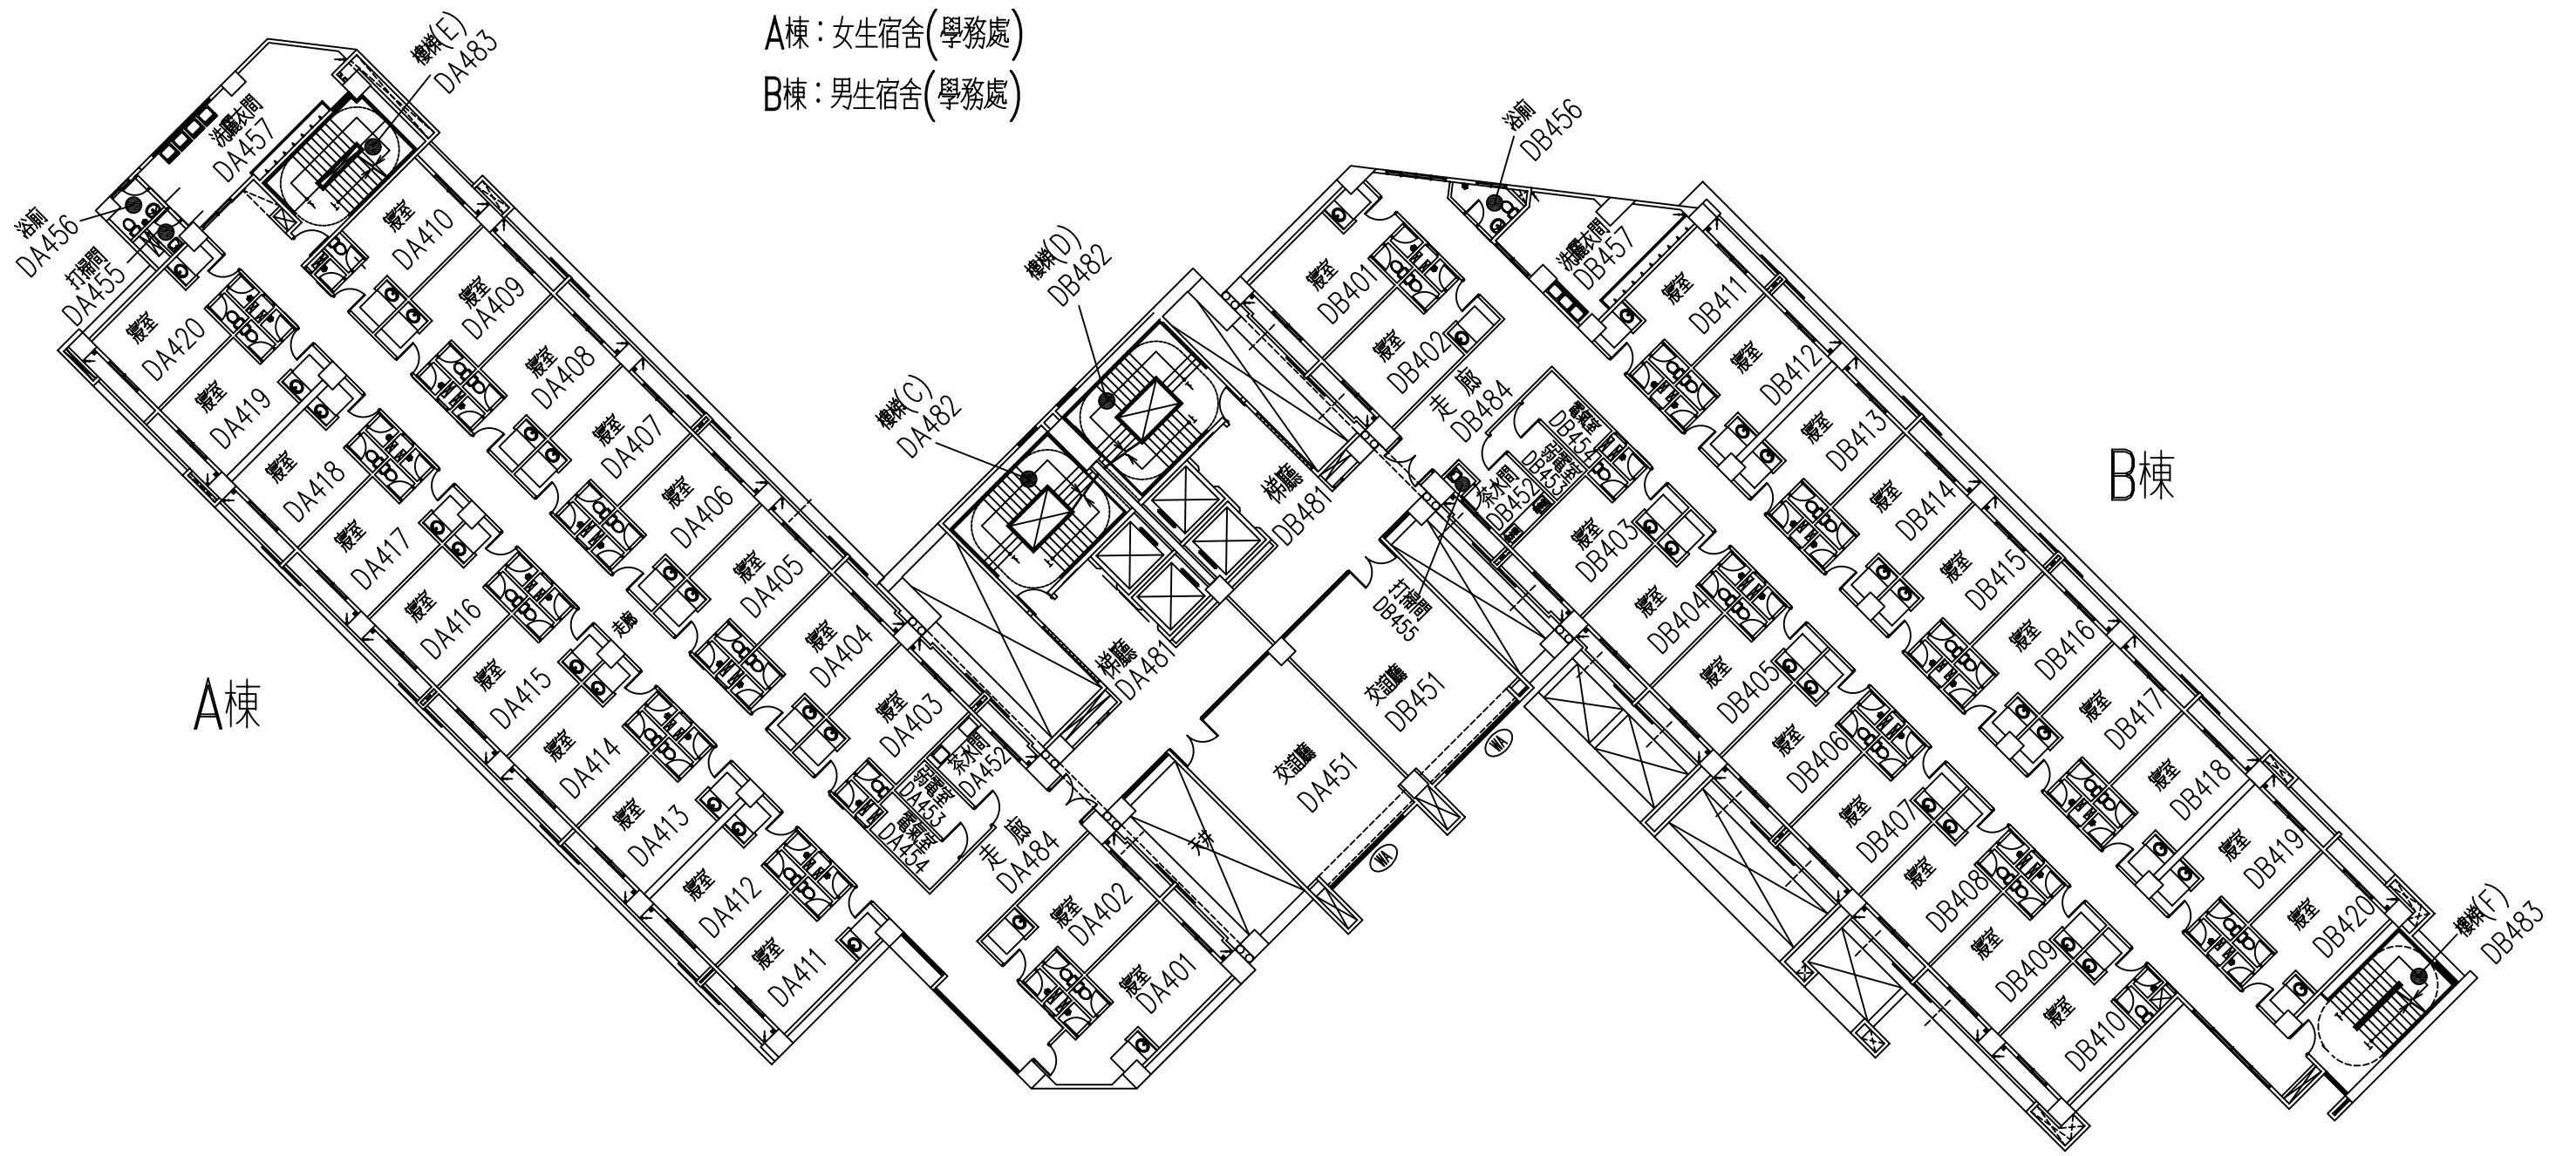 A棟：女生宿舍(學務處)
B棟：男生宿舍(學務處)
樓梯(E)
DA483
洗曬衣間
DA457
浴廁
DA456
打掃間
DA455
寢室
DA410
寢室
DA409
寢室
DA408
寢室
DA407
寢室
DA406
寢室
DA405
寢室
DA404
寢室
DA403
寢室
DA420
寢室
DA419
寢室
DA418
寢室
DA417
寢室
DA416
寢室
DA415
寢室
DA414
寢室
DA413
寢室
DA412
寢室
DA411
走廊
A棟
茶水間
DA452
DA453
DA454
走廊
DA484
寢室
DA402
寢室
DA401
樓梯(C)
DA482
樓梯(D)
DB482
梯廳
DA481
梯廳
DB481
天井
交誼廳
DA451
交誼廳
DB451
WA
WA
浴廁
DB456
洗曬衣間
DB457
寢室
DB401
寢室
DB402
走廊
DB484
DB454
DB453
茶水間
DB452
打掃間
DB455
寢室
DB403
寢室
DB404
寢室
DB405
寢室
DB406
寢室
DB407
寢室
DB408
寢室
DB409
寢室
DB410
寢室
DB411
寢室
DB412
寢室
DB413
寢室
DB414
寢室
DB415
寢室
DB416
寢室
DB417
寢室
DB418
寢室
DB419
寢室
DB420
樓梯(F)
DB483
B棟